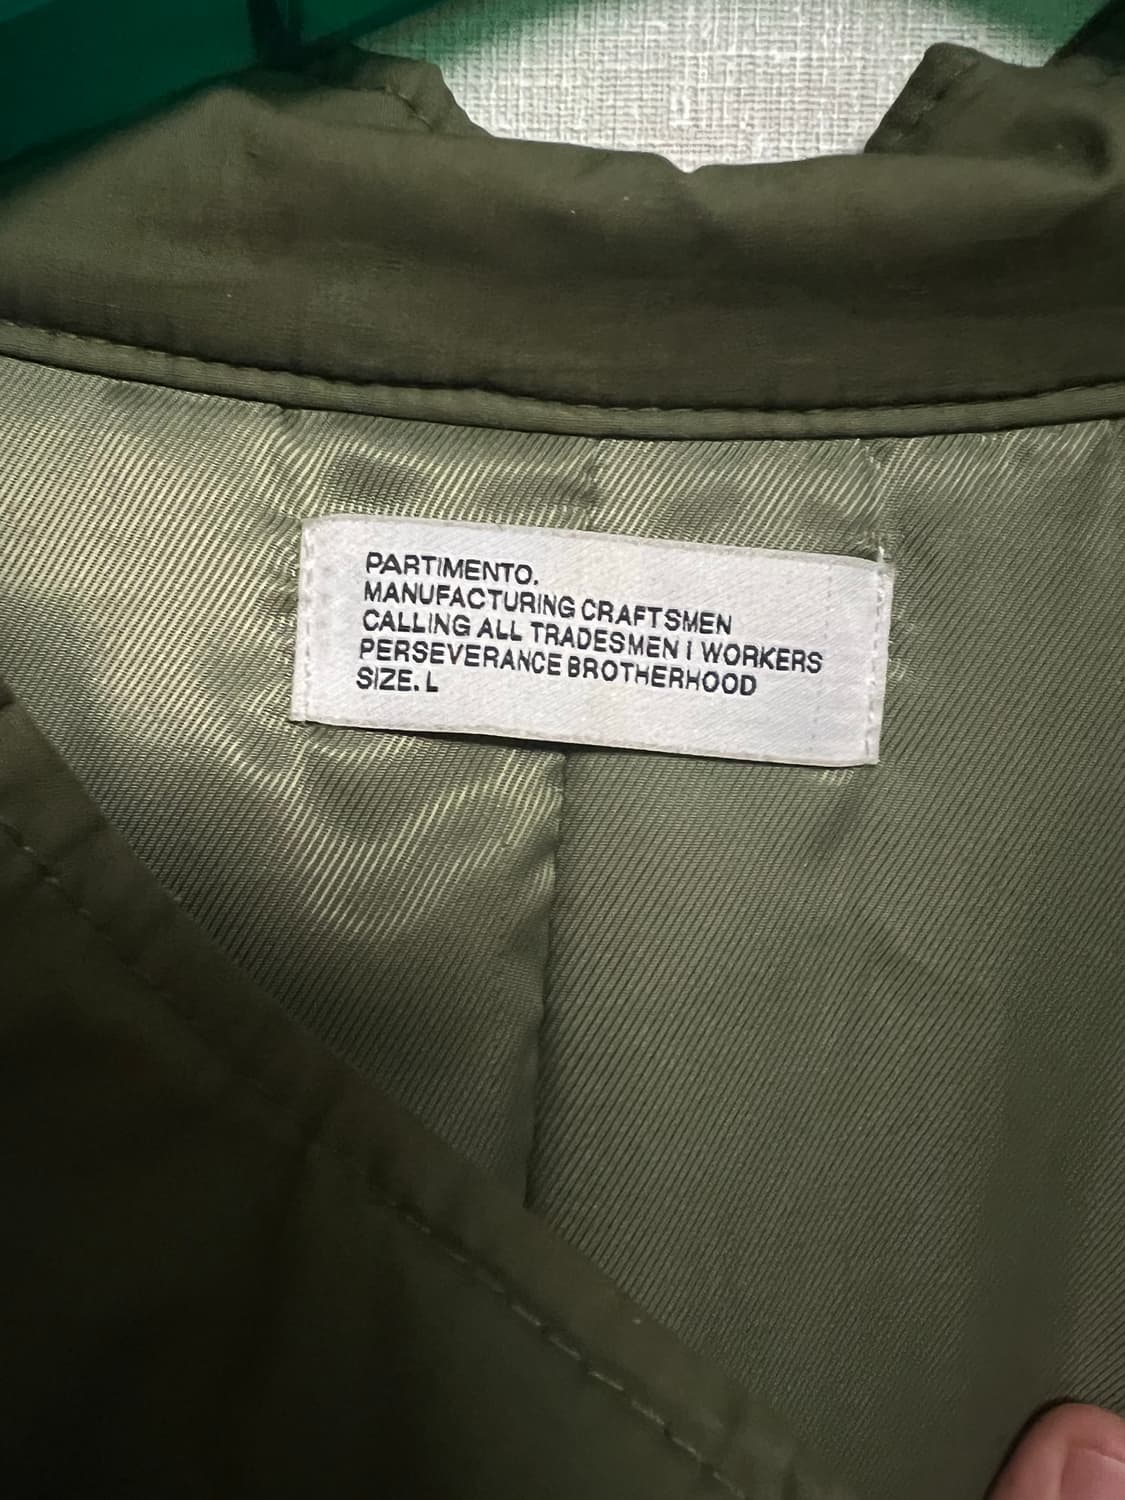 PARTIMENTO.
MANUFACTURING CRAFTSMEN
CALLING ALL TRADESMEN I WORKERS
PERSEVERANCE BROTHERHOOD
SIZE. L